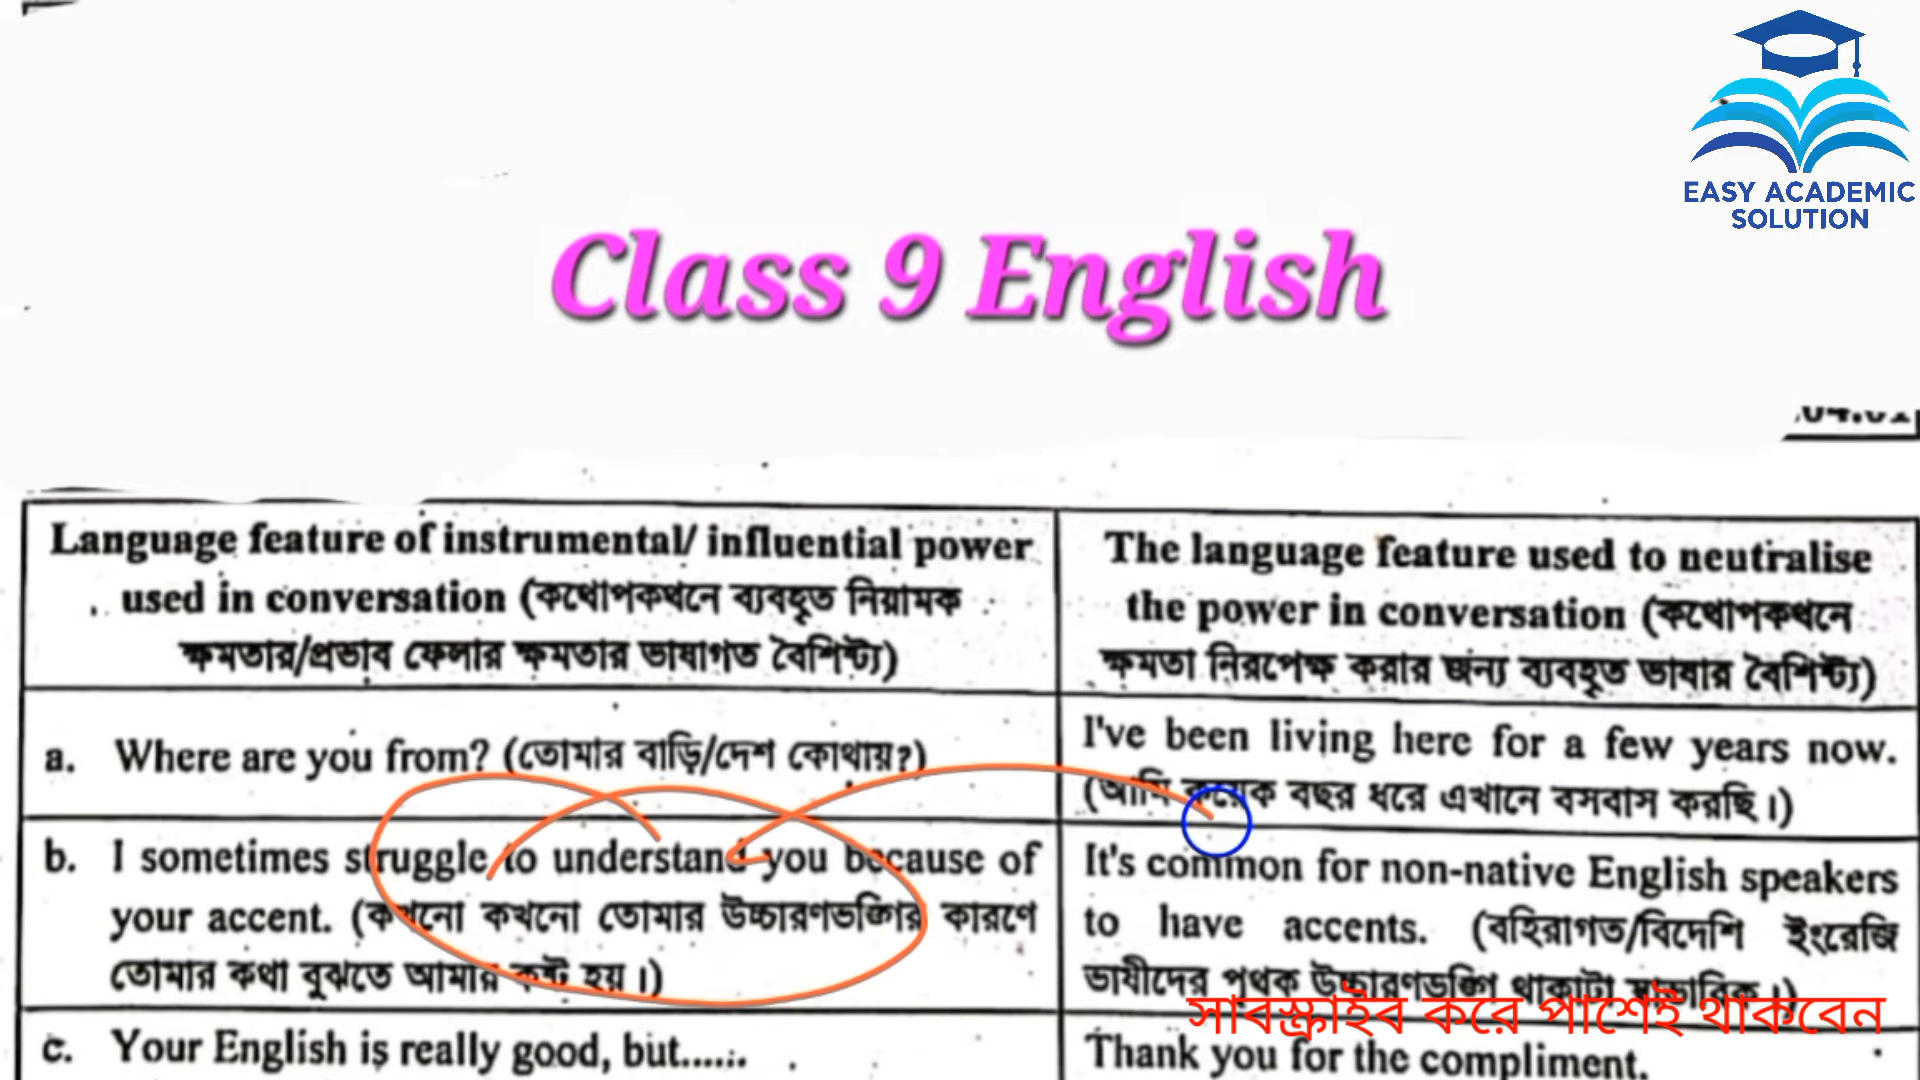 EASY ACADEMIC
SOLUTION
Class 9 English
Language feature of instrumental/ influential power
used in conversation (কথোপকথনে ব্যবহৃত নিয়ামক
ক্ষমতার/প্রভাব ফেলার ক্ষমতার ভাষাগত বৈশিষ্ট্য)
The language feature used to neutralise
the power in conversation (কথোপকথনে
ক্ষমতা নিরপেক্ষ করার জন্য ব্যবহৃত ভাষার বৈশিষ্ট্য)
a. Where are you from? (তোমার বাড়ি/দেশ কোথায়?)
I've been living here for a few years now.
(আমি কয়েক বছর ধরে এখানে বসবাস করছি।)
b. I sometimes struggle to understand you because of
your accent. (কখনো কখনো তোমার উচ্চারণভঙ্গির কারণে
তোমার কথা বুঝতে আমার কষ্ট হয়।)
It's common for non-native English speakers
to have accents. (বহিরাগত/বিদেশি ইংরেজি
ভাষীদের পৃথক উচ্চারণভঙ্গি থাকাটা স্বাভাবিক।)
সাবস্ক্রাইব করে পাশেই থাকবেন
c. Your English is really good, but......
Thank you for the compliment.